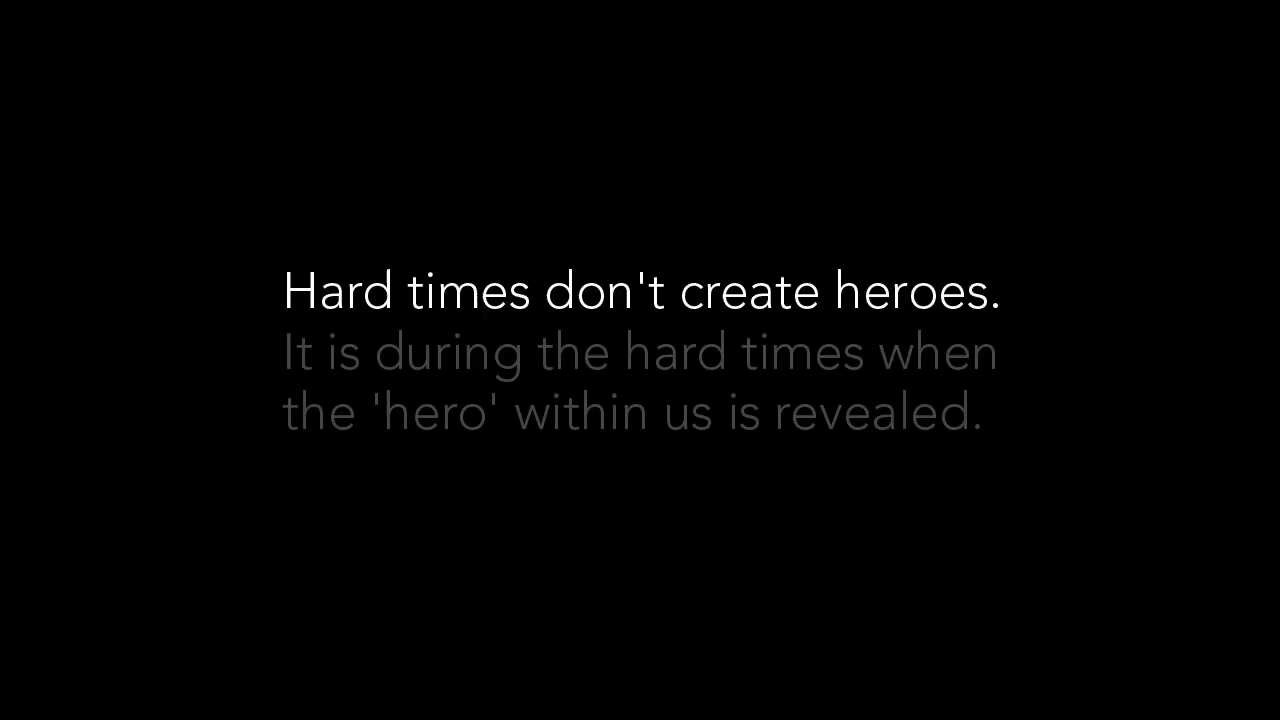 Hard times don't create heroes.
It is during the hard times when
the 'hero' within us is revealed.